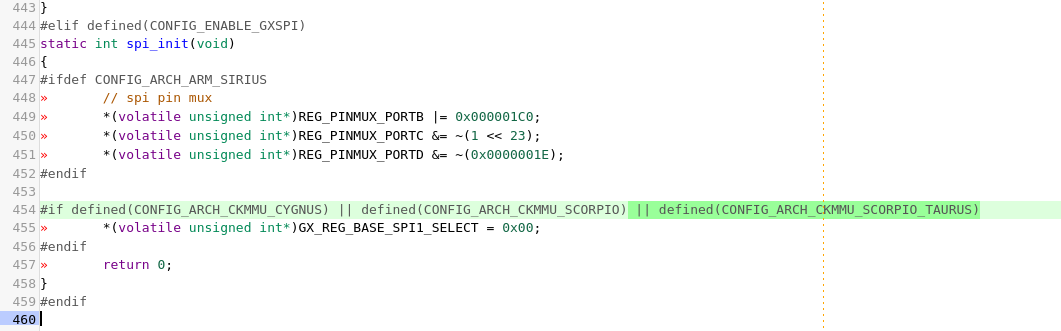 443 }
444 #elif defined(CONFIG_ENABLE_GXSPI)
445 static int spi_init(void)
446 {
447 #ifdef CONFIG_ARCH_ARM_SIRIUS
448 »       // spi pin mux
449 »       *(volatile unsigned int*)REG_PINMUX_PORTB |= 0x000001C0;
450 »       *(volatile unsigned int*)REG_PINMUX_PORTC &= ~(1 << 23);
451 »       *(volatile unsigned int*)REG_PINMUX_PORTD &= ~(0x0000001E);
452 #endif
453
454 #if defined(CONFIG_ARCH_CKMMU_CYGNUS) || defined(CONFIG_ARCH_CKMMU_SCORPIO) || defined(CONFIG_ARCH_CKMMU_SCORPIO_TAURUS)
455 »       *(volatile unsigned int*)GX_REG_BASE_SPI1_SELECT = 0x00;
456 #endif
457 »       return 0;
458 }
459 #endif
460